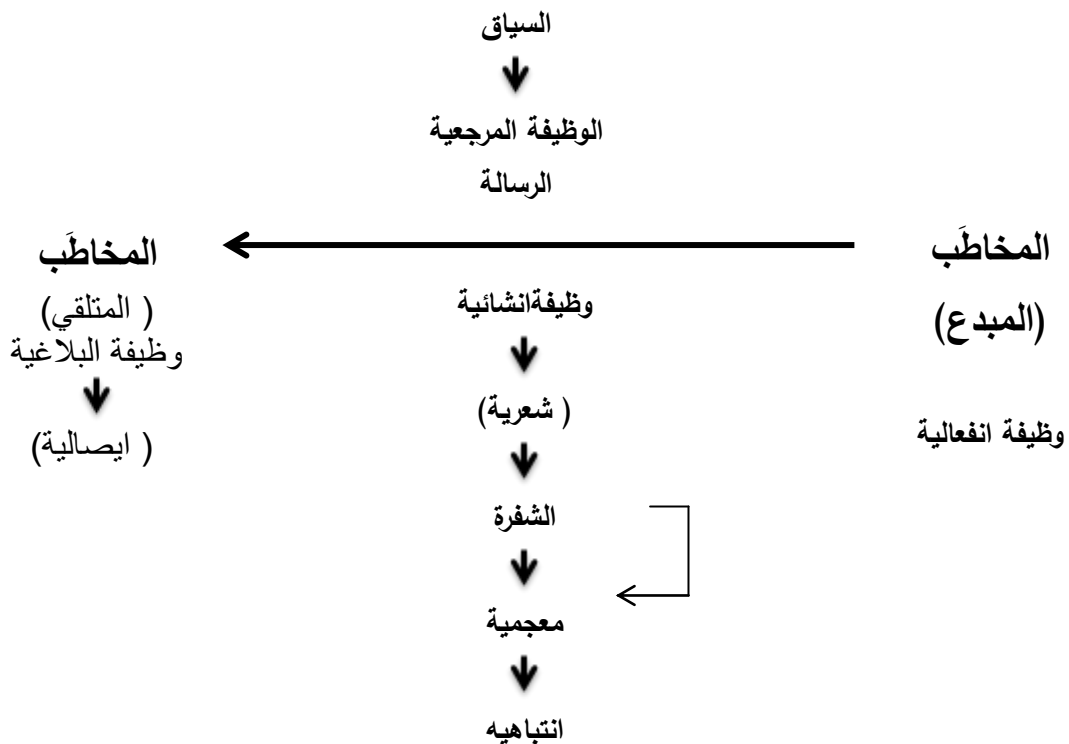 السياق
الوظيفة المرجعية
الرسالة
المخاطَب
(المبدع)
وظيفة انفعالية
المخاطَب
( المتلقي)
وظيفة البلاغية
( ايصالية)
وظيفةانشائية
( شعرية)
الشفرة
معجمية
انتباهيه